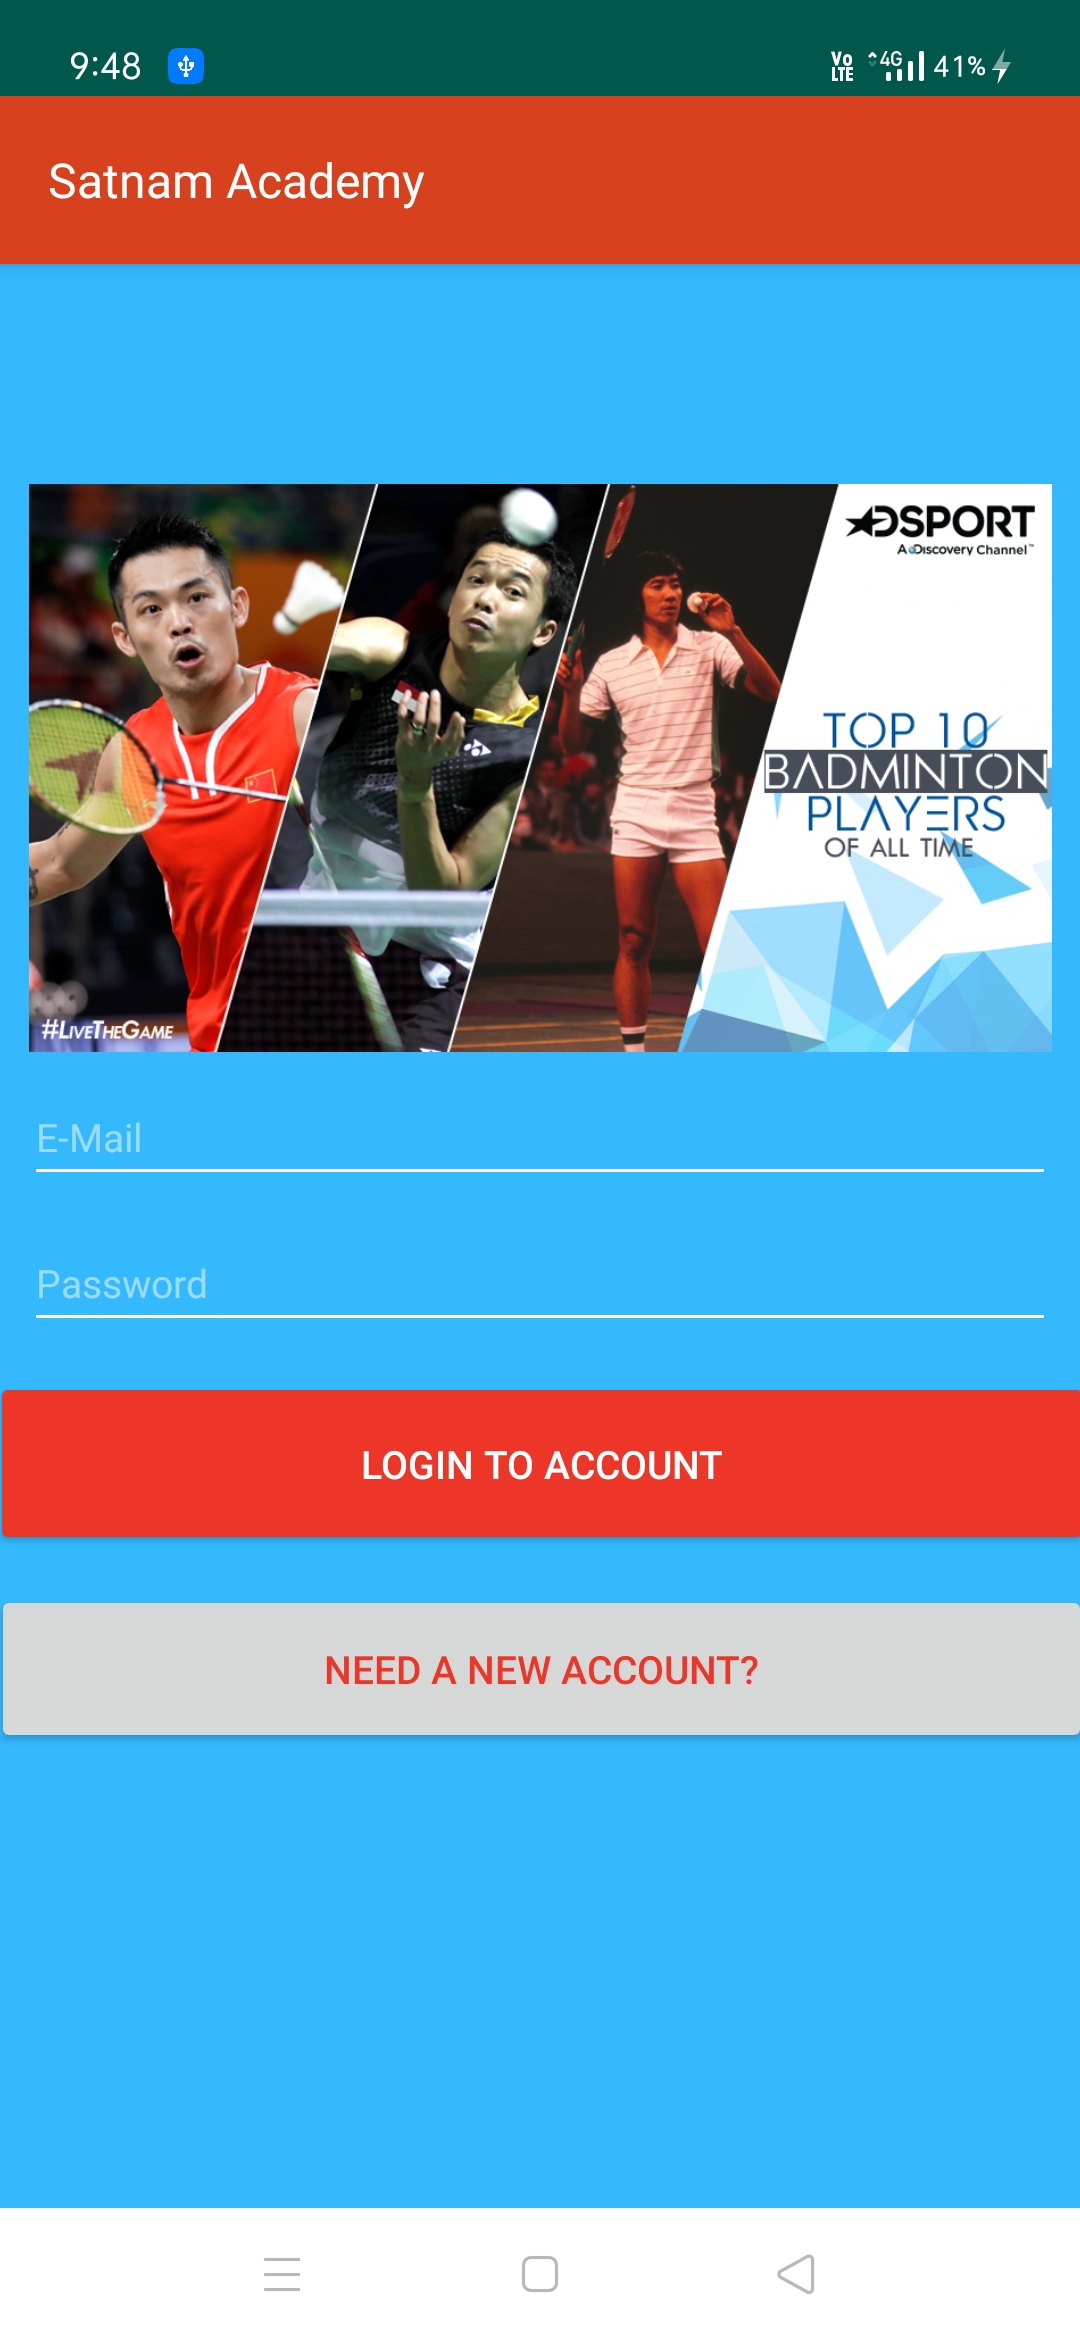 9:48
Vo LTE 4G 41%
Satnam Academy
DSPORT
A Discovery Channel™
TOP 10
BADMINTON
PLAYERS
OF ALL TIME
#LIVETHEGAME
E-Mail
Password
LOGIN TO ACCOUNT
NEED A NEW ACCOUNT?